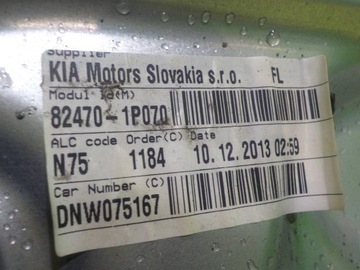 Supplier
KIA Motors Slovakia s.r.o. FL
82470-1P070
ALC code Order(C) Date
N75 1184 10.12.2013 02:59
Car Number (C)
DNW075167